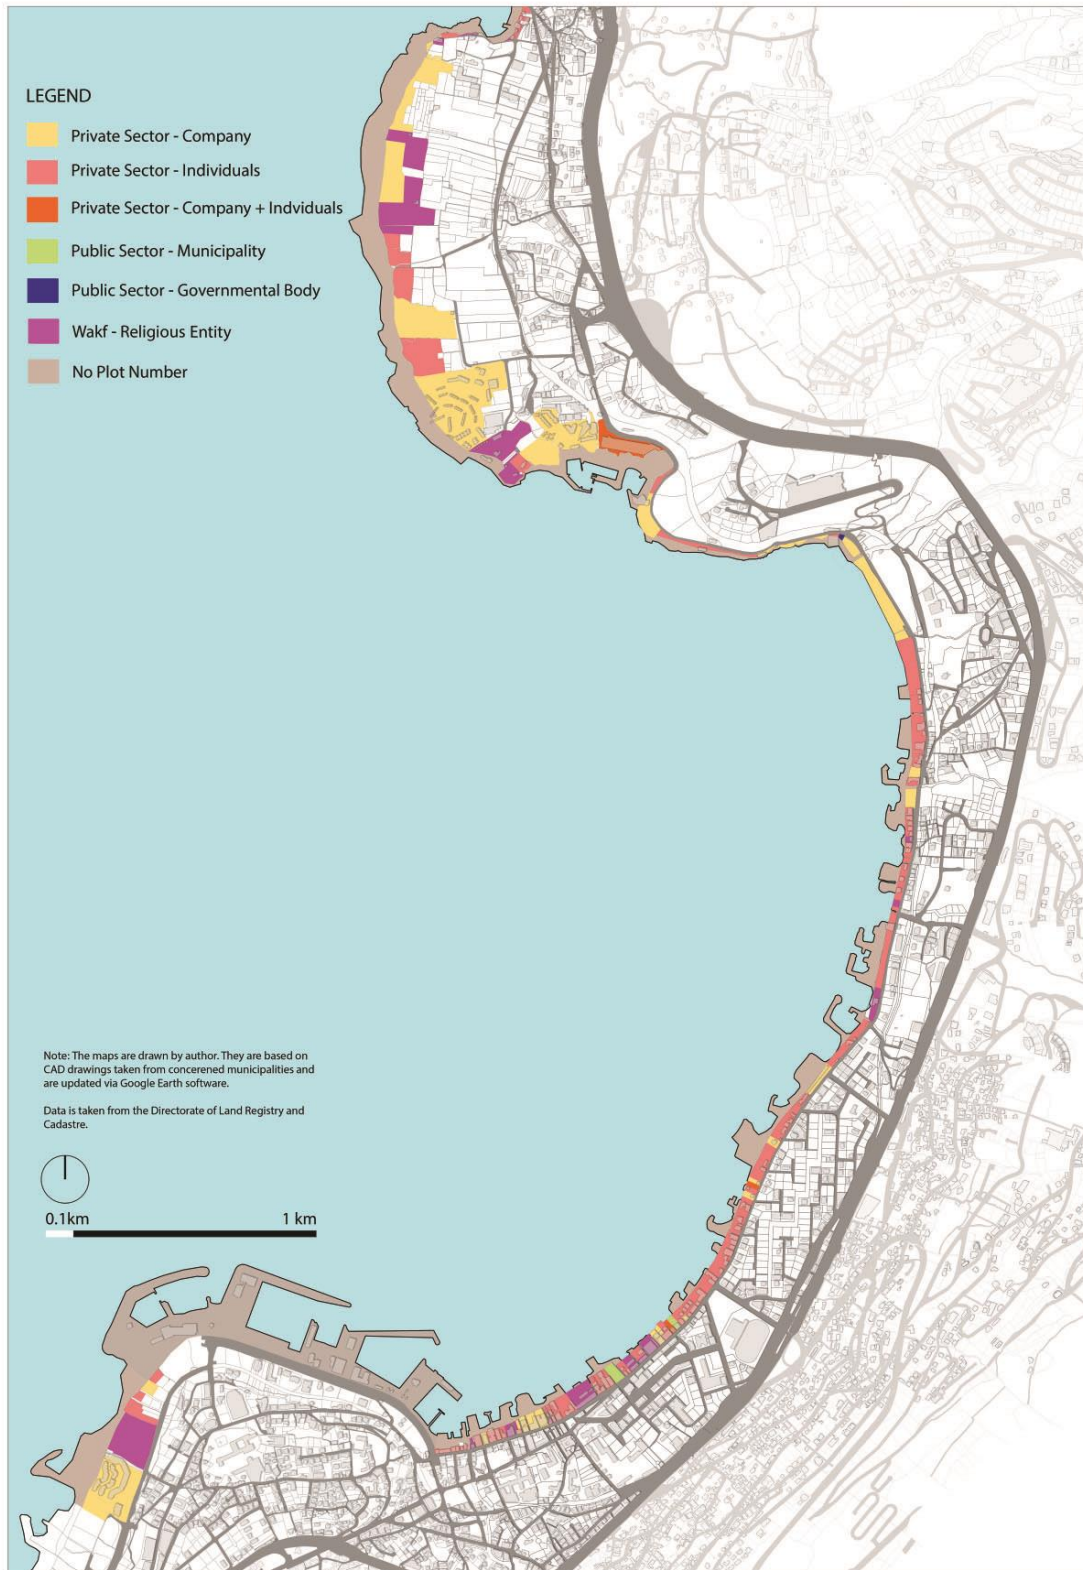 LEGEND
Private Sector - Company
Private Sector - Individuals
Private Sector - Company + Indviduals
Public Sector - Municipality
Public Sector - Governmental Body
Wakf - Religious Entity
No Plot Number
Note: The maps are drawn by author. They are based on
CAD drawings taken from concerened municipalities and
are updated via Google Earth software.
Data is taken from the Directorate of Land Registry and
Cadastre.
0.1km 1 km